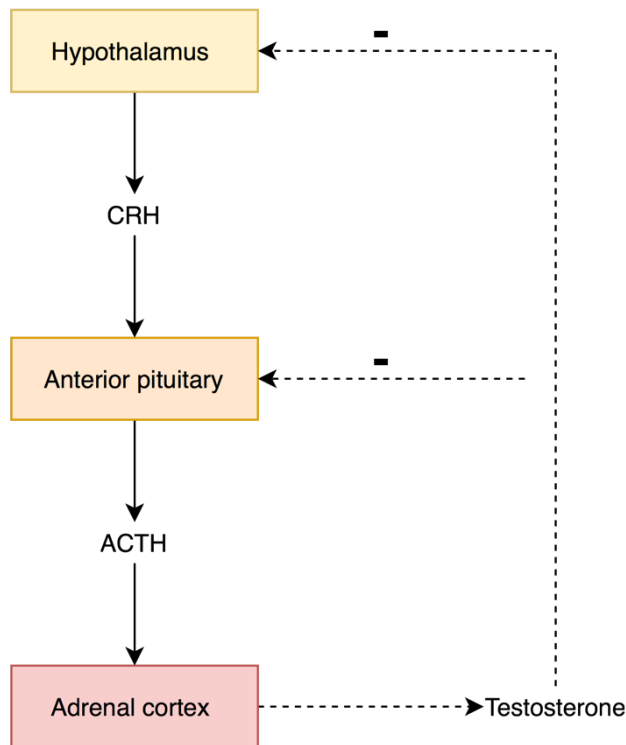 Hypothalamus
-
CRH
Anterior pituitary
-
ACTH
Adrenal cortex
Testosterone